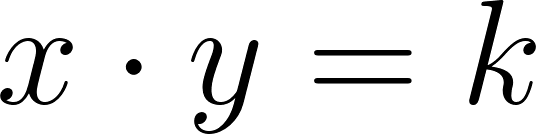 x · y = k